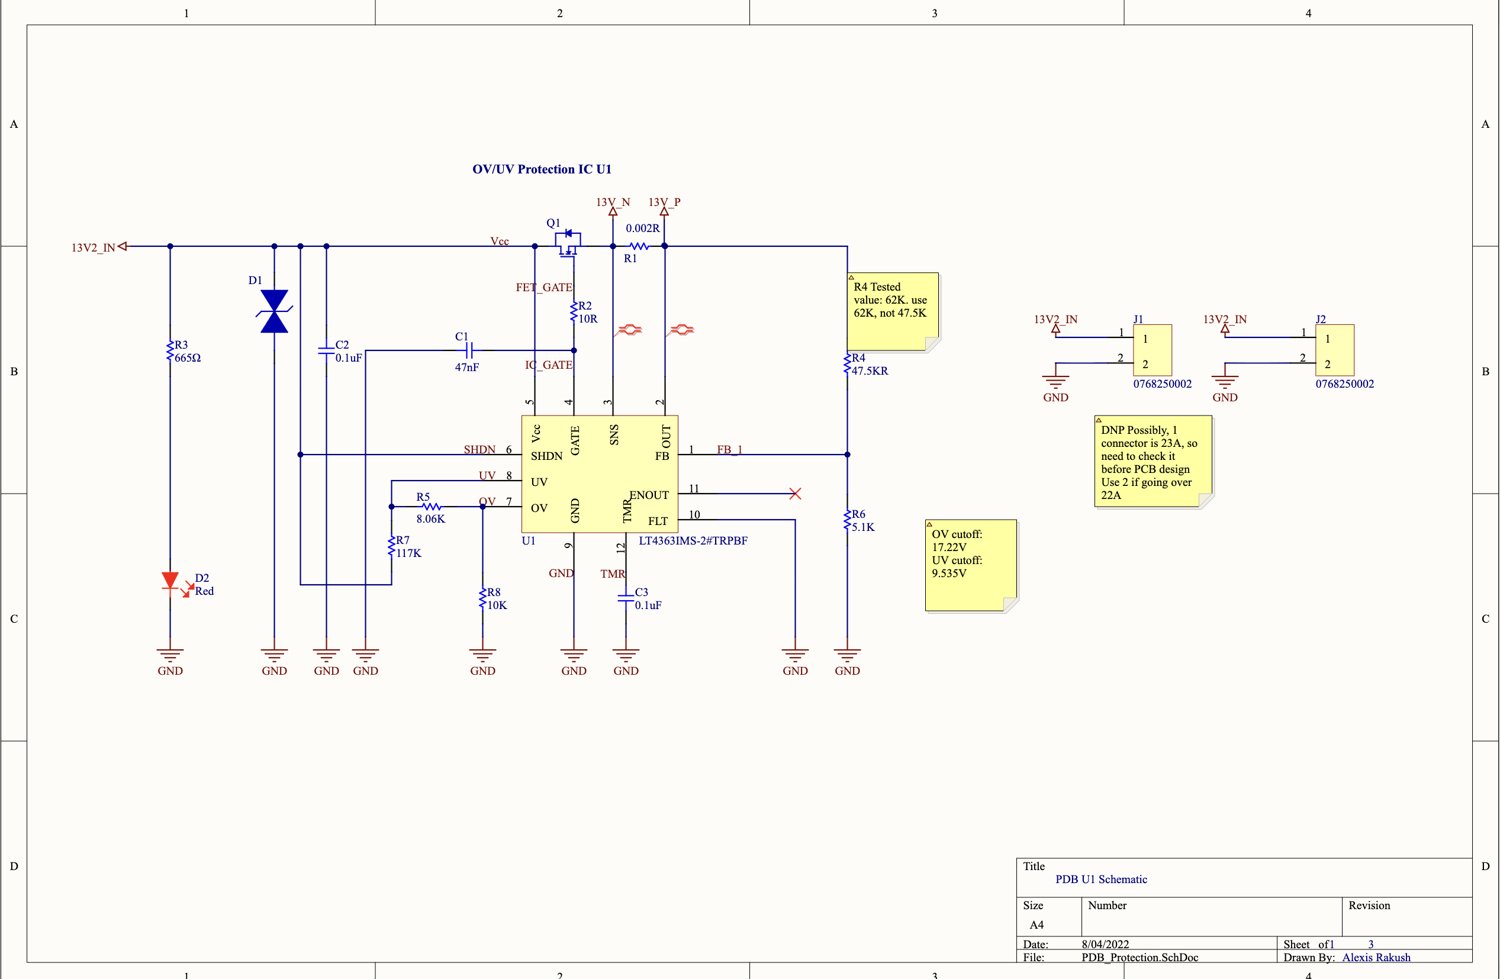 1 2 3 4
A A
OV/UV Protection IC U1
13V_N 13V_P
Q1 0.002R
13V2_IN Vcc R1
D1 FET_GATE
R2
10R
R4 Tested
value: 62K. use
62K, not 47.5K
13V2_IN J1 13V2_IN J2
1 1 1 1
2 2 2 2
GND 0768250002 GND 0768250002
R3
665Ω
C2
0.1uF
C1
47nF
IC_GATE
R4
47.5KR
B B
5 4 3 2
Vcc GATE SNS OUT
SHDN 6 SHDN FB 1 FB_1
UV 8 UV ENOUT 11
OV 7 OV GND TMR FLT 10
R5
8.06K
R7
117K
U1 9 12 LT4363IMS-2#TRPBF
GND TMR
DNP Possibly, 1
connector is 23A, so
need to check it
before PCB design
Use 2 if going over
22A
R6
5.1K
OV cutoff:
17.22V
UV cutoff:
9.535V
D2
Red
R8
10K
C3
0.1uF
C C
GND GND GND GND GND GND GND GND GND
D D
Title
PDB U1 Schematic
Size Number Revision
A4
Date: 8/04/2022 Sheet of1 3
File: PDB_Protection.SchDoc Drawn By: Alexis Rakush
1 2 3 4